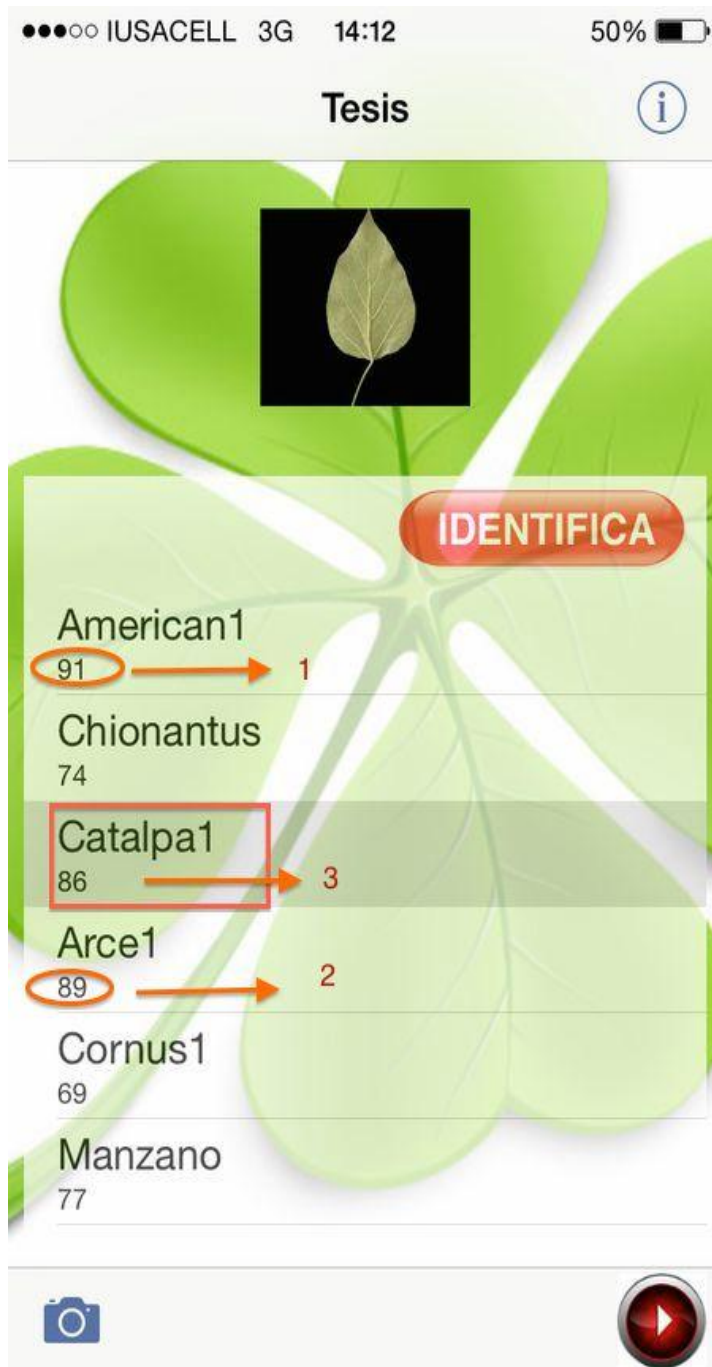 IUSACELL 3G 14:12 50%
Tesis
i
IDENTIFICA
American1
91 1
Chionantus
74
Catalpa1
86 3
Arce1
89 2
Cornus1
69
Manzano
77